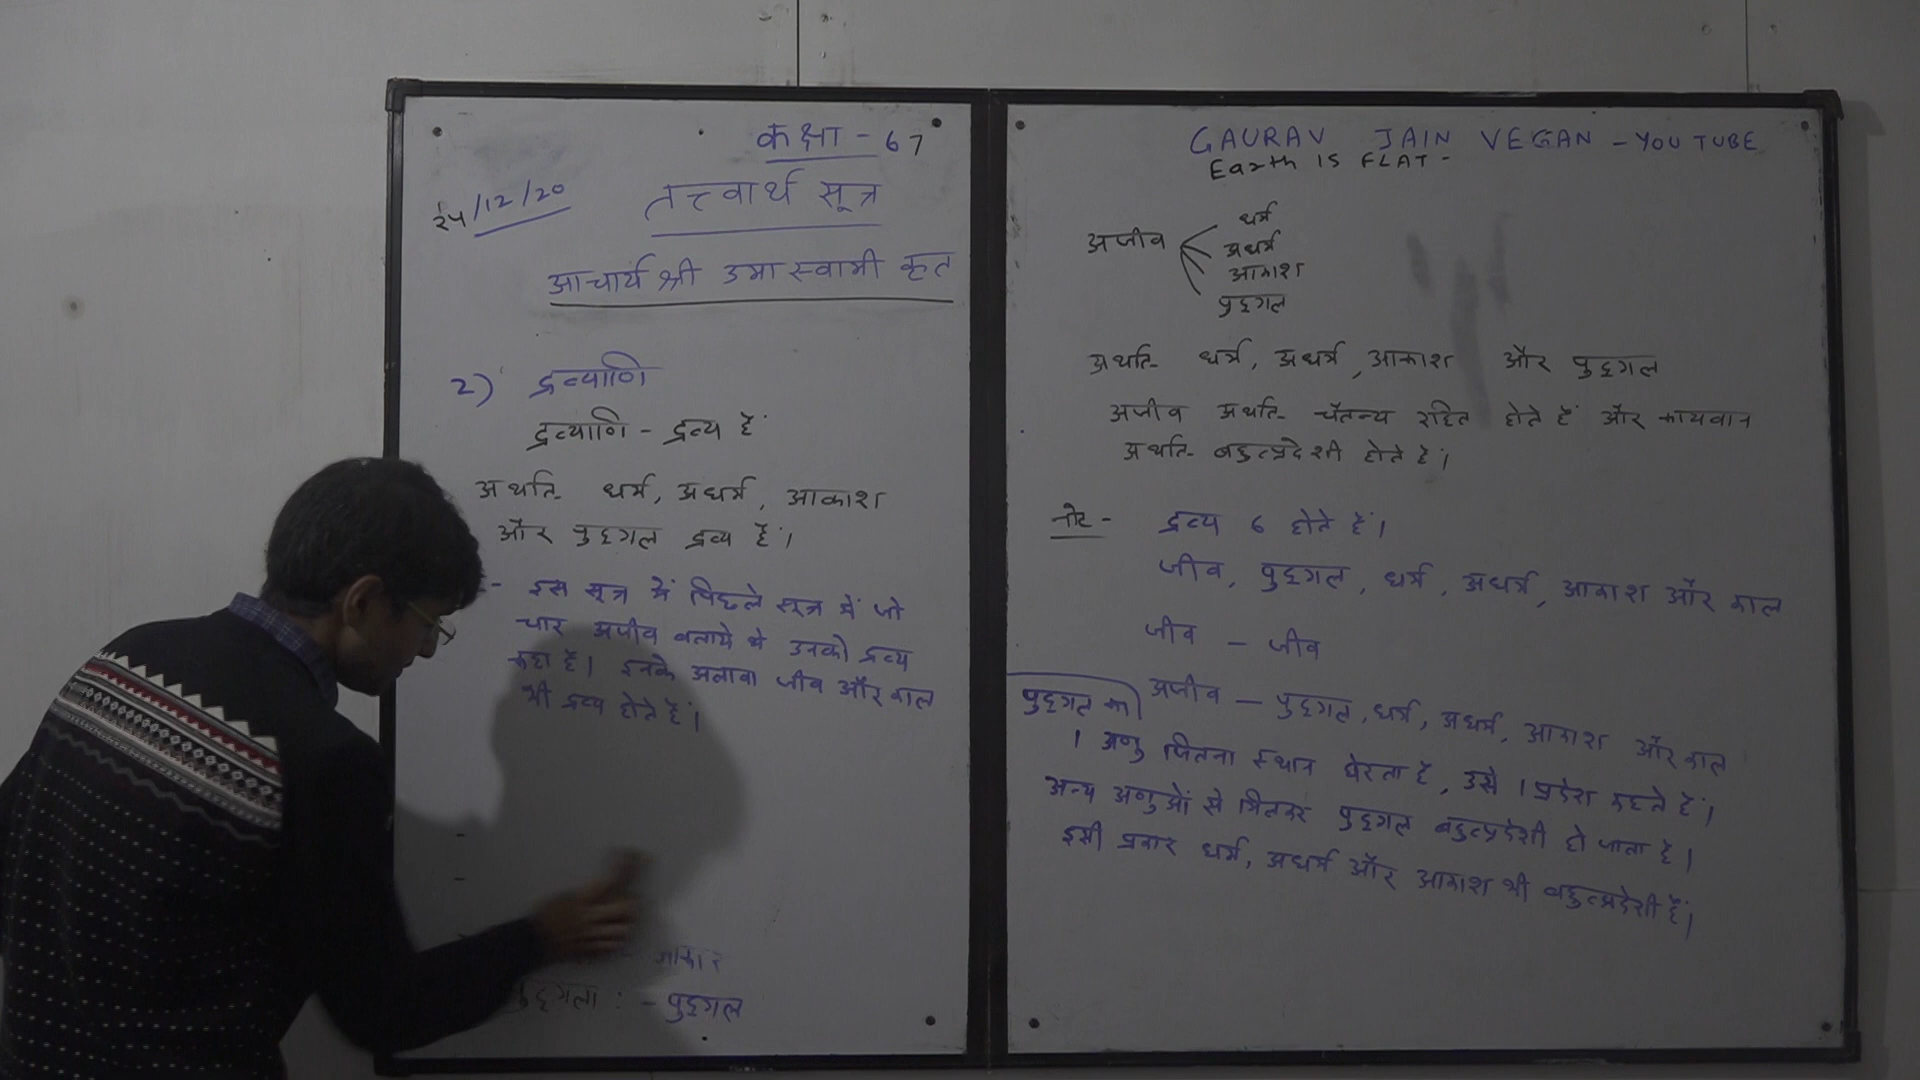 कक्षा - 67
२५/12/20
तत्त्वार्थ सूत्र
आचार्य श्री उमास्वामी कृत
2) द्रव्याणि
द्रव्याणि - द्रव्य हैं
अर्थात- धर्म, अधर्म, आकाश
और पुद्गल द्रव्य हैं।
- इस सूत्र में पिछले सूत्र में जो
चार अजीव बताये थे उनको द्रव्य
कहा है। इनके अलावा जीव और काल
भी द्रव्य होते हैं।
पुद्गला: - पुद्गल
GAURAV JAIN VEGAN - YOUTUBE
Earth IS FLAT -
धर्म
अजीव
अधर्म
आकाश
पुद्गल
अर्थात- धर्म, अधर्म, आकाश और पुद्गल
अजीव अर्थात- चैतन्य रहित होते हैं और कायवान
अर्थात- बहुत्प्रदेशी होते हैं।
नोट - द्रव्य 6 होते हैं।
जीव, पुद्गल, धर्म, अधर्म, आकाश और काल
जीव - जीव
अजीव - पुद्गल, धर्म, अधर्म, आकाश और काल
पुद्गल का
1 अणु जितना स्थान घेरता है, उसे 1 प्रदेश कहते हैं।
अन्य अणुओं से मिलकर पुद्गल बहुत्प्रदेशी हो जाता है।
इसी प्रकार धर्म, अधर्म और आकाश भी बहुत्प्रदेशी हैं।